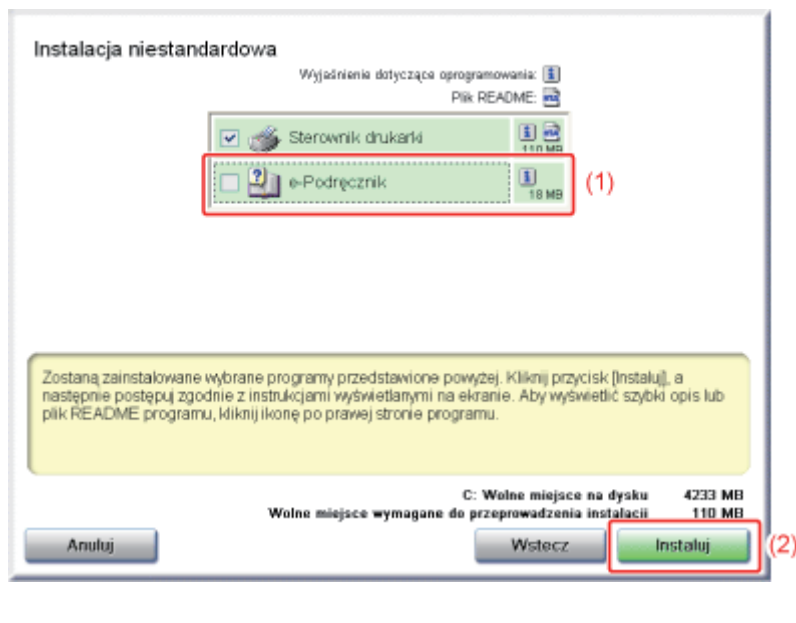 Instalacja niestandardowa
Wyjaśnienie dotyczące oprogramowania:
Plik README:
Sterownik drukarki
110 MB
e-Podręcznik
18 MB
(1)
Zostaną zainstalowane wybrane programy przedstawione powyżej. Kliknij przycisk [Instaluj], a
następnie postępuj zgodnie z instrukcjami wyświetlanymi na ekranie. Aby wyświetlić szybki opis lub
plik README programu, kliknij ikonę po prawej stronie programu.
C: Wolne miejsce na dysku 4233 MB
Wolne miejsce wymagane do przeprowadzenia instalacji 110 MB
Anuluj Wstecz Instaluj (2)